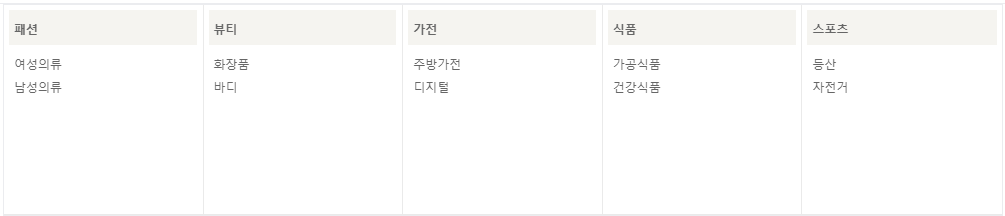 패션
여성의류
남성의류
뷰티
화장품
바디
가전
주방가전
디지털
식품
가공식품
건강식품
스포츠
등산
자전거